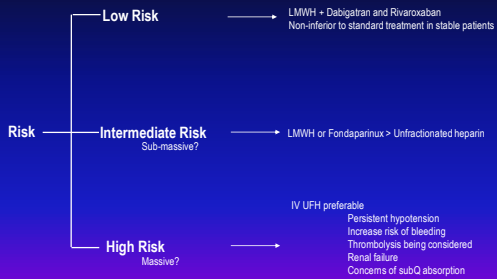 Low Risk
LMWH + Dabigatran and Rivaroxaban
Non-inferior to standard treatment in stable patients
Risk
Intermediate Risk
Sub-massive?
LMWH or Fondaparinux > Unfractionated heparin
High Risk
Massive?
IV UFH preferable
Persistent hypotension
Increase risk of bleeding
Thrombolysis being considered
Renal failure
Concerns of subQ absorption